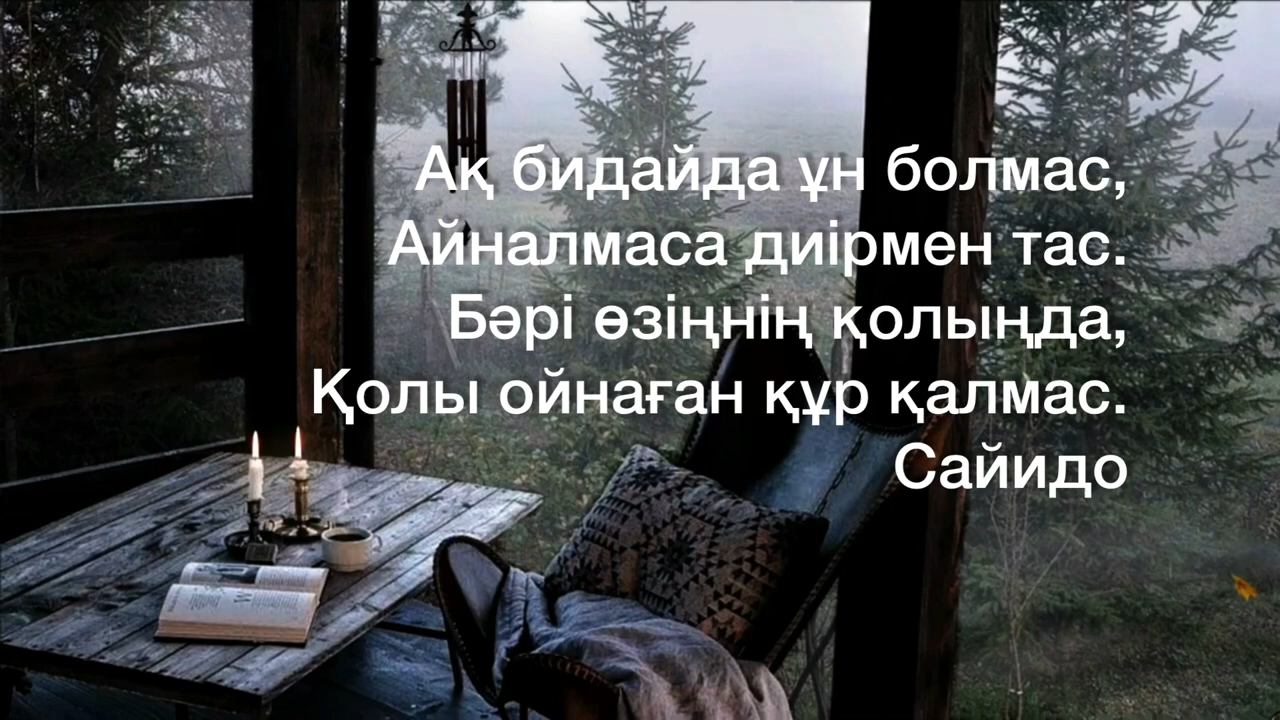 Ақ бидайда ұн болмас,
Айналмаса диірмен тас.
Бәрі өзіңнің қолыңда,
Қолы ойнаған құр қалмас.
Сайидо